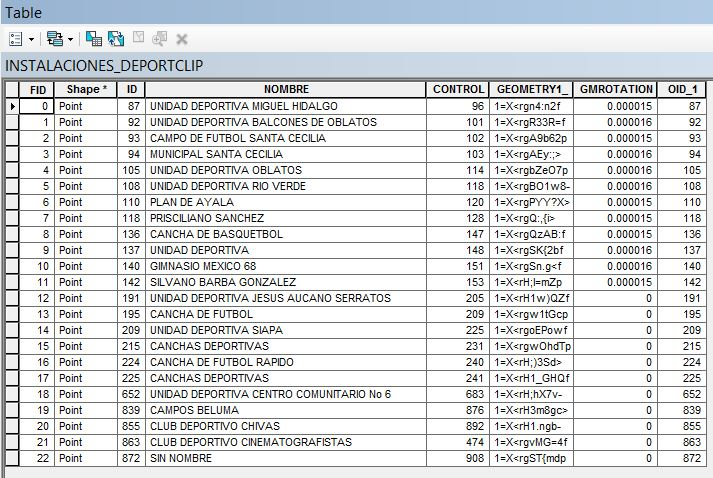 Table
INSTALACIONES_DEPORTCLIP
FID Shape * ID NOMBRE CONTROL GEOMETRY1_ GMROTATION OID_1
0 Point 87 UNIDAD DEPORTIVA MIGUEL HIDALGO 96 1=X<rgn4:n2f 0.000015 87
1 Point 92 UNIDAD DEPORTIVA BALCONES DE OBLATOS 101 1=X<rgR33R=f 0.000016 92
2 Point 93 CAMPO DE FUTBOL SANTA CECILIA 102 1=X<rgA9b62p 0.000015 93
3 Point 94 MUNICIPAL SANTA CECILIA 103 1=X<rgAEy:;> 0.000016 94
4 Point 105 UNIDAD DEPORTIVA OBLATOS 114 1=X<rgbZeO7p 0.000016 105
5 Point 108 UNIDAD DEPORTIVA RIO VERDE 118 1=X<rgBO1w8- 0.000016 108
6 Point 110 PLAN DE AYALA 120 1=X<rgPYY?X> 0.000015 110
7 Point 118 PRISCILIANO SANCHEZ 128 1=X<rgQ:,{i> 0.000015 118
8 Point 136 CANCHA DE BASQUETBOL 147 1=X<rgQzAB:f 0.000015 136
9 Point 137 UNIDAD DEPORTIVA 148 1=X<rgSK{2bf 0.000016 137
10 Point 140 GIMNASIO MEXICO 68 151 1=X<rgSn.g<f 0.000016 140
11 Point 142 SILVANO BARBA GONZALEZ 153 1=X<rH;l=mZp 0.000015 142
12 Point 191 UNIDAD DEPORTIVA JESUS AUCANO SERRATOS 205 1=X<rH1w)QZf 0 191
13 Point 195 CANCHA DE FUTBOL 209 1=X<rgw1tGcp 0 195
14 Point 209 UNIDAD DEPORTIVA SIAPA 225 1=X<rgoEPowf 0 209
15 Point 215 CANCHAS DEPORTIVAS 231 1=X<rgwOhdTp 0 215
16 Point 224 CANCHA DE FUTBOL RAPIDO 240 1=X<rH;)3Sd> 0 224
17 Point 225 CANCHAS DEPORTIVAS 241 1=X<rH1_GHQf 0 225
18 Point 652 UNIDAD DEPORTIVA CENTRO COMUNITARIO No 6 683 1=X<rH;hX7v- 0 652
19 Point 839 CAMPOS BELUMA 876 1=X<rH3m8gc> 0 839
20 Point 855 CLUB DEPORTIVO CHIVAS 892 1=X<rH1.ngb- 0 855
21 Point 863 CLUB DEPORTIVO CINEMATOGRAFISTAS 474 1=X<rgvMG=4f 0 863
22 Point 872 SIN NOMBRE 908 1=X<rgST{mdp 0 872